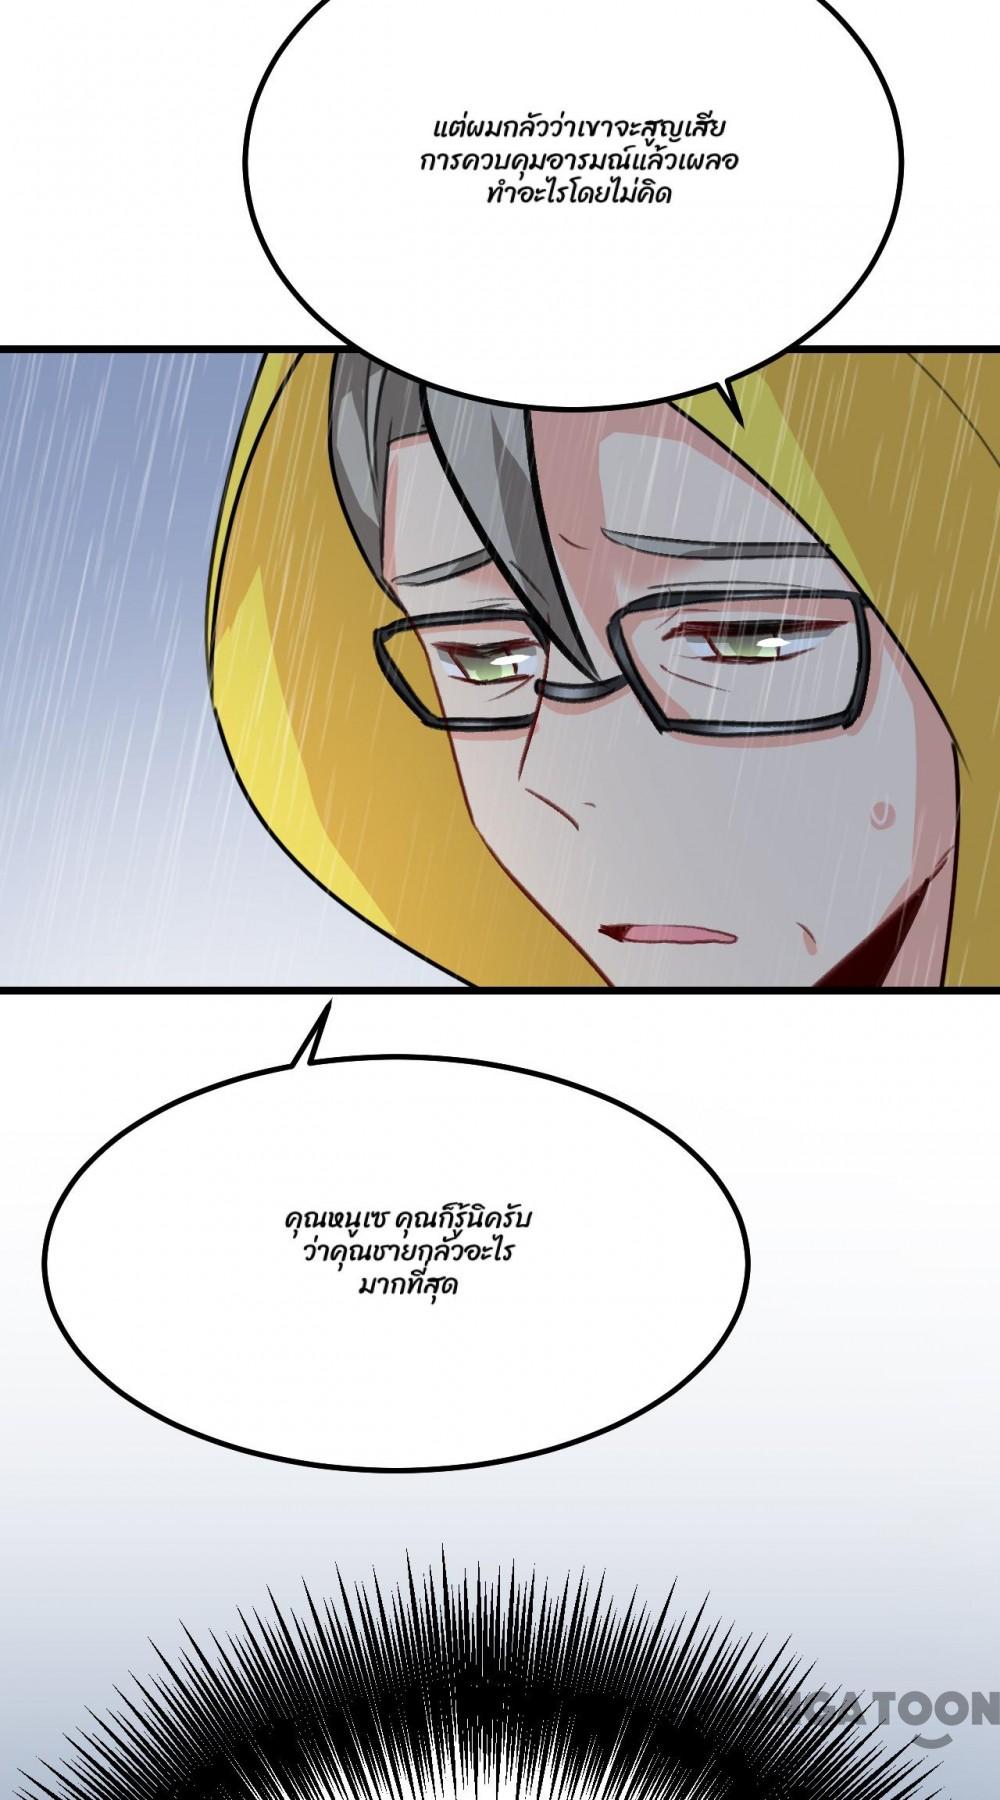 แต่ผมกลัวว่าเขาจะสูญเสีย
การควบคุมอารมณ์แล้วเผลอ
ทำอะไรโดยไม่คิด
คุณหนูเซ คุณก็รู้นิครับ
ว่าคุณชายกลัวอะไร
มากที่สุด
MANGATOON